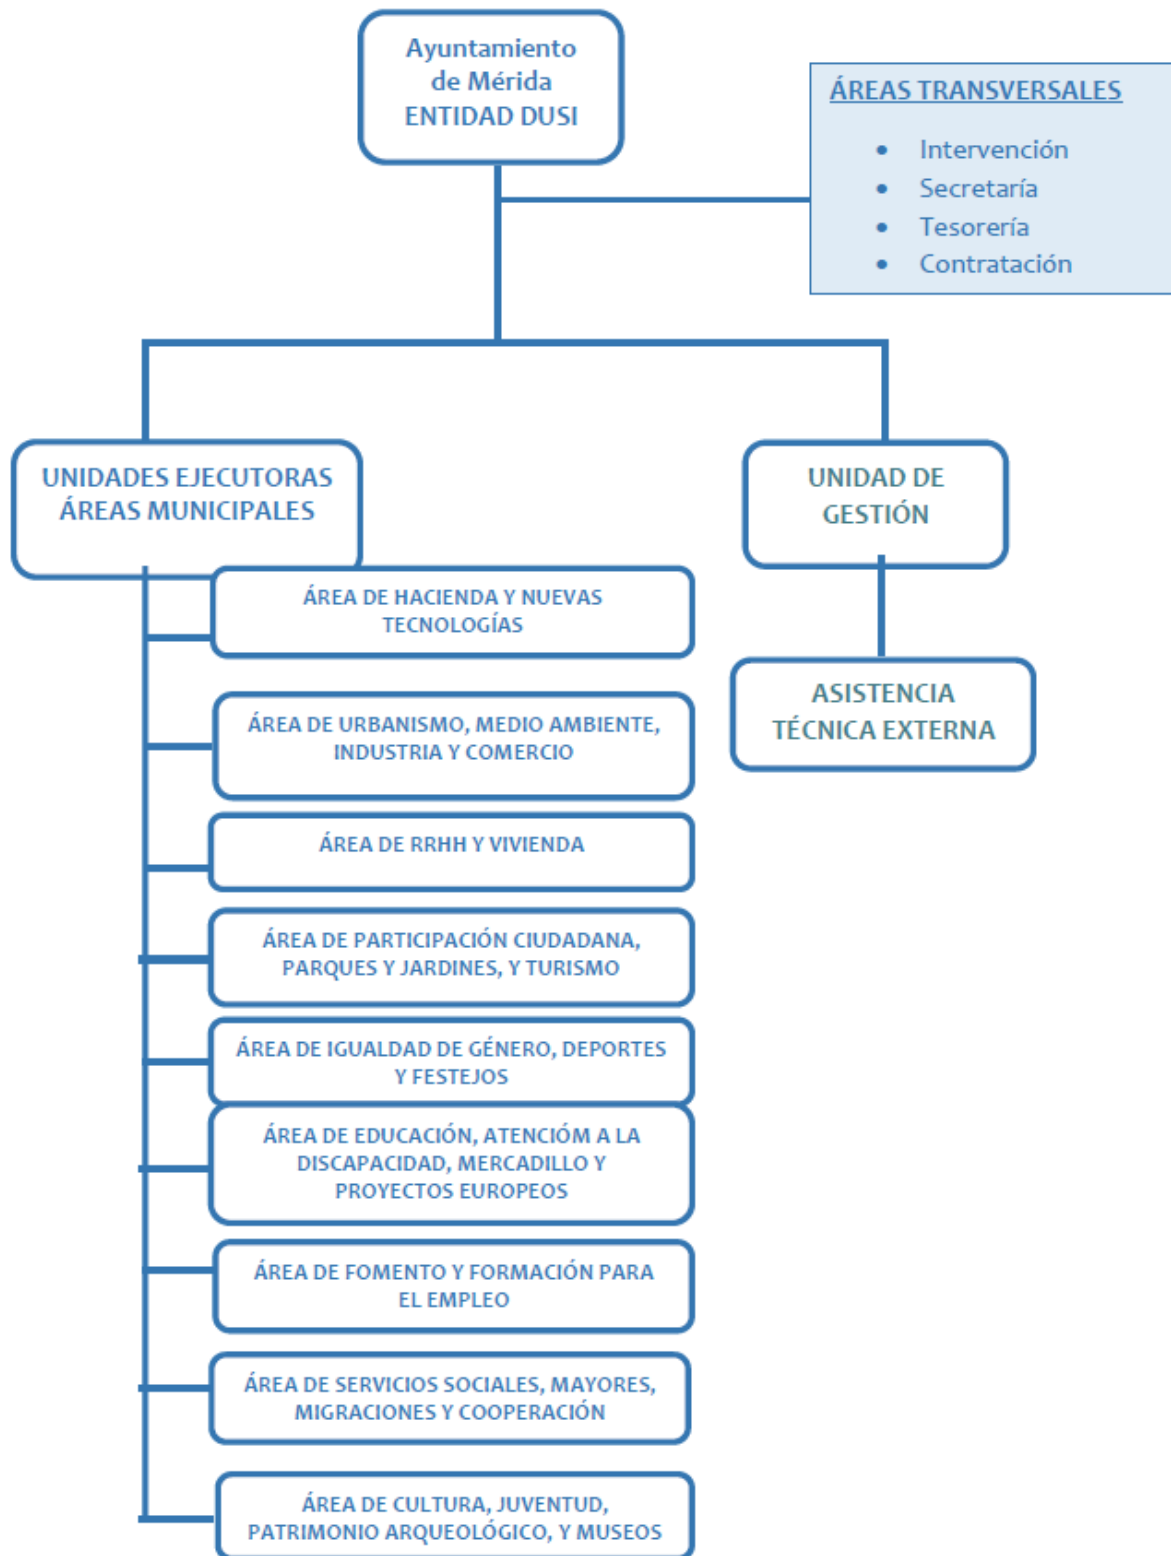 Ayuntamiento
de Mérida
ENTIDAD DUSI
ÁREAS TRANSVERSALES
• Intervención
• Secretaría
• Tesorería
• Contratación
UNIDADES EJECUTORAS
ÁREAS MUNICIPALES
UNIDAD DE
GESTIÓN
ÁREA DE HACIENDA Y NUEVAS
TECNOLOGÍAS
ASISTENCIA
TÉCNICA EXTERNA
ÁREA DE URBANISMO, MEDIO AMBIENTE,
INDUSTRIA Y COMERCIO
ÁREA DE RRHH Y VIVIENDA
ÁREA DE PARTICIPACIÓN CIUDADANA,
PARQUES Y JARDINES, Y TURISMO
ÁREA DE IGUALDAD DE GÉNERO, DEPORTES
Y FESTEJOS
ÁREA DE EDUCACIÓN, ATENCIÓM A LA
DISCAPACIDAD, MERCADILLO Y
PROYECTOS EUROPEOS
ÁREA DE FOMENTO Y FORMACIÓN PARA
EL EMPLEO
ÁREA DE SERVICIOS SOCIALES, MAYORES,
MIGRACIONES Y COOPERACIÓN
ÁREA DE CULTURA, JUVENTUD,
PATRIMONIO ARQUEOLÓGICO, Y MUSEOS